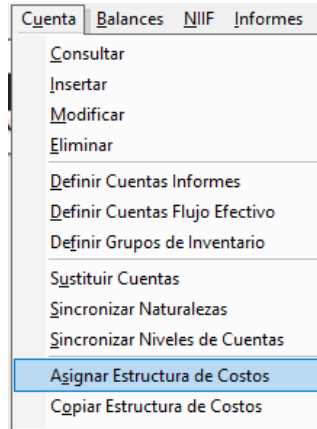 Cuenta Balances NIIF Informes
Consultar
Insertar
Modificar
Eliminar
Definir Cuentas Informes
Definir Cuentas Flujo Efectivo
Definir Grupos de Inventario
Sustituir Cuentas
Sincronizar Naturalezas
Sincronizar Niveles de Cuentas
Asignar Estructura de Costos
Copiar Estructura de Costos